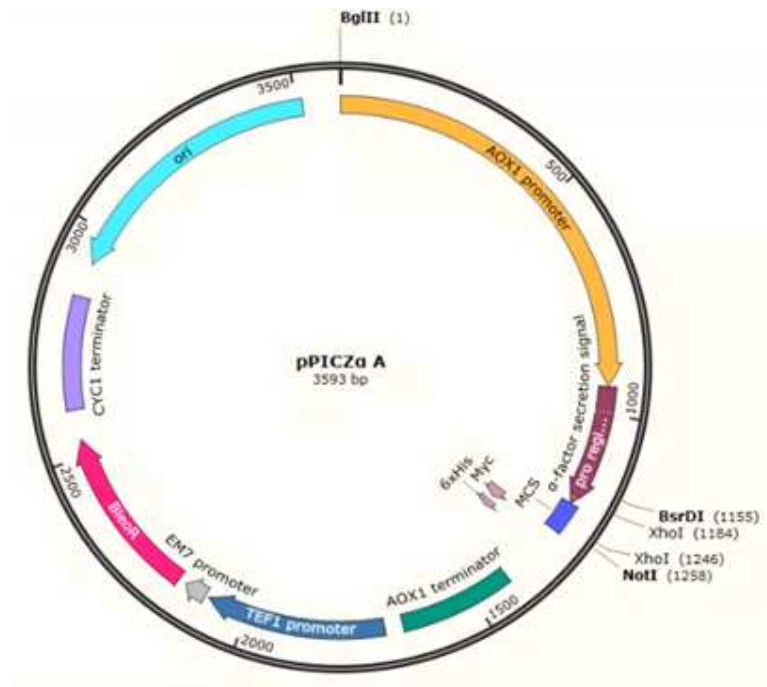 BglII (1)
3500
ori
AOX1 promoter
500
3000
CYC1 terminator
pPICZα A
3593 bp
α-factor secretion signal
1000
pro regi...
6xHis
Myc
MCS
BsrDI (1155)
XhoI (1184)
XhoI (1246)
NotI (1258)
2500
BleoR
EM7 promoter
AOX1 terminator
TEF1 promoter
1500
2000